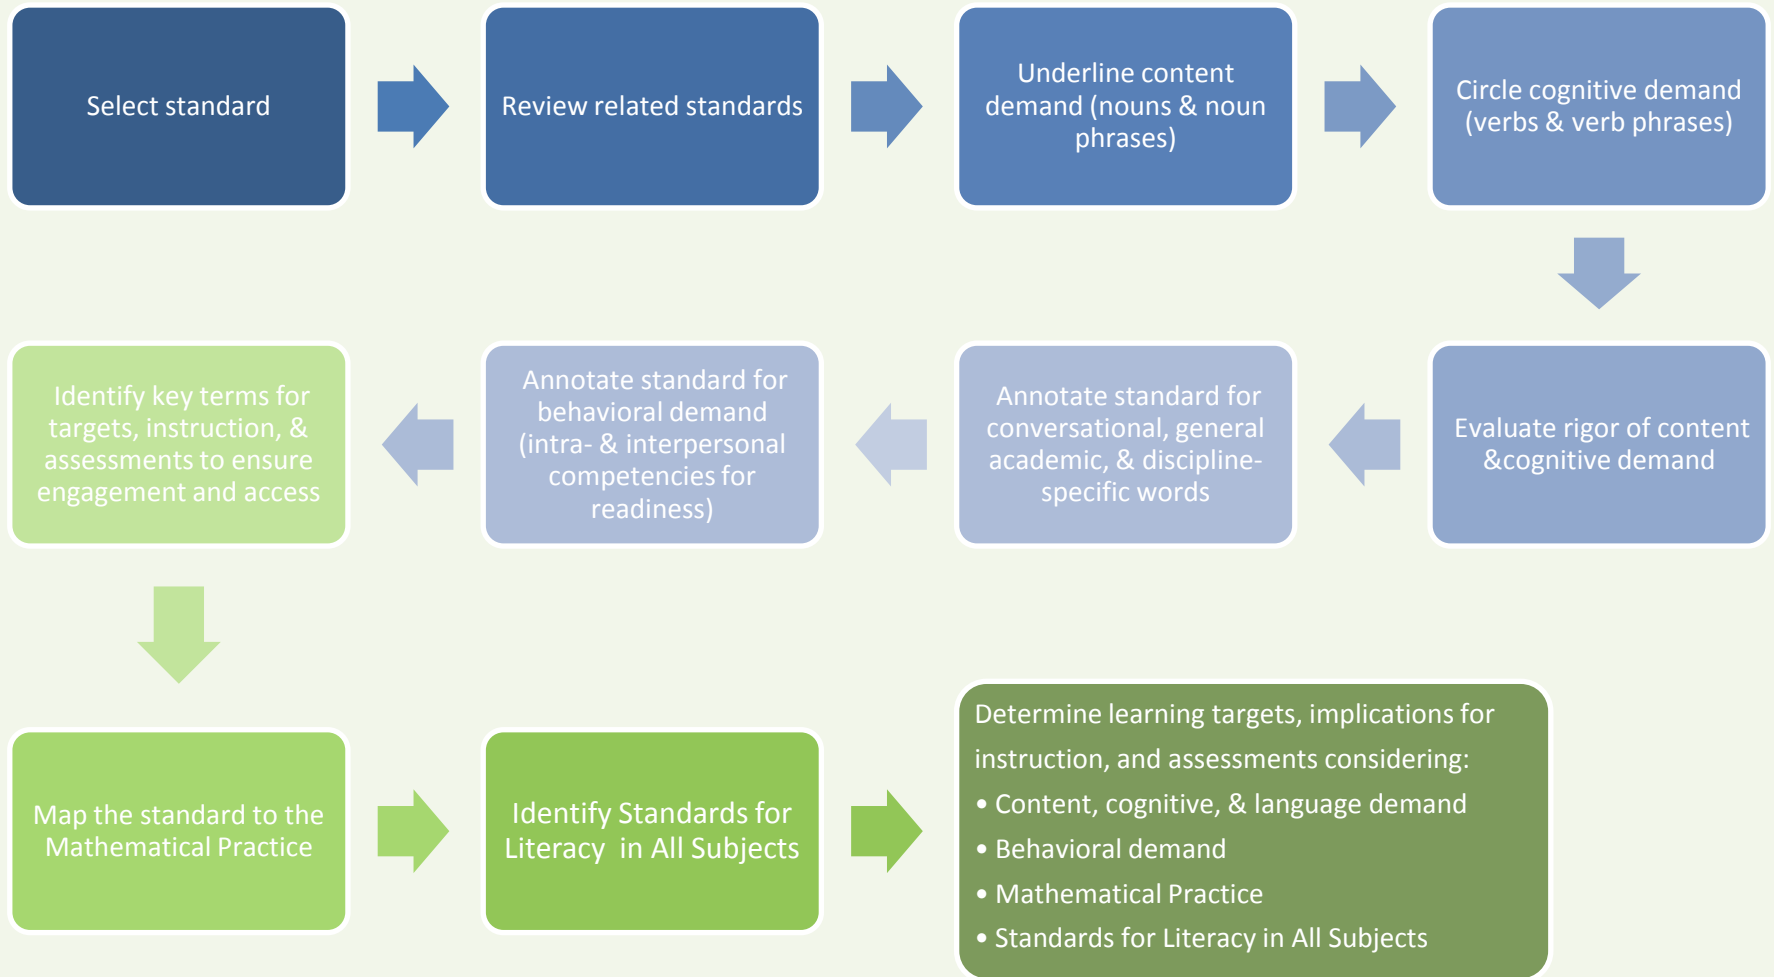 Select standard
Review related standards
Underline content
demand (nouns & noun
phrases)
Circle cognitive demand
(verbs & verb phrases)
Evaluate rigor of content
&cognitive demand
Annotate standard for
conversational, general
academic, & discipline-
specific words
Annotate standard for
behavioral demand
(intra- & interpersonal
competencies for
readiness)
Identify key terms for
targets, instruction, &
assessments to ensure
engagement and access
Map the standard to the
Mathematical Practice
Identify Standards for
Literacy in All Subjects
Determine learning targets, implications for
instruction, and assessments considering:
• Content, cognitive, & language demand
• Behavioral demand
• Mathematical Practice
• Standards for Literacy in All Subjects